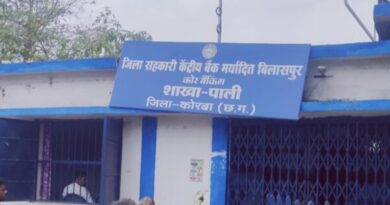 जिला सहकारी केंद्रीय बैंक मर्यादित बिलासपुर
कोर बैंकिंग
शाखा-पाली
जिला-कोरबा (छ.ग.)